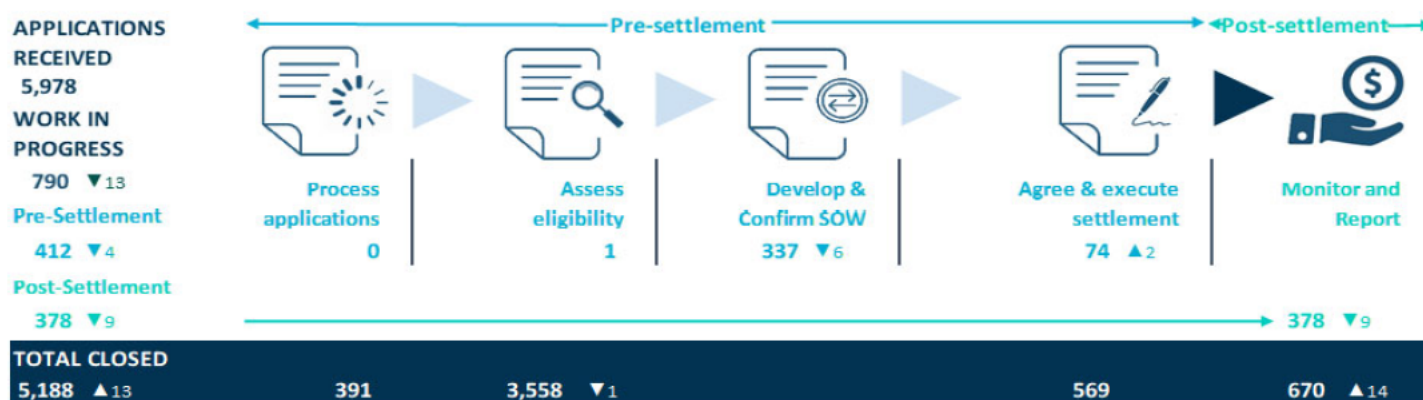 APPLICATIONS
RECEIVED
5,978
WORK IN
PROGRESS
790 ▼13
Pre-Settlement
412 ▼4
Post-Settlement
378 ▼9
Pre-settlement
Post-settlement
Process
applications
0
Assess
eligibility
1
Develop &
Confirm SOW
337 ▼6
Agree & execute
settlement
74 ▲2
$
Monitor and
Report
378 ▼9
TOTAL CLOSED
5,188 ▲13 391 3,558 ▼1 569 670 ▲14